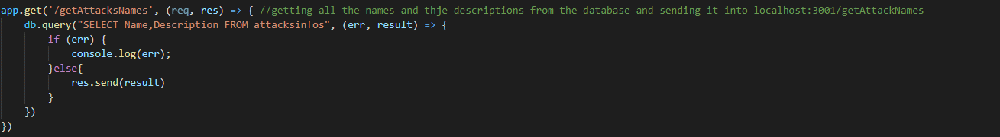 app.get('/getAttacksNames', (req, res) => { //getting all the names and thje descriptions from the database and sending it into localhost:3001/getAttackNames
    db.query("SELECT Name,Description FROM attacksinfos", (err, result) => {
        if (err) {
            console.log(err);
        }else{
            res.send(result)
        }
    })
})